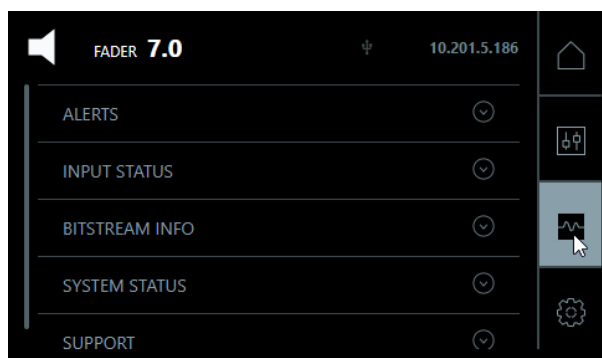 FADER 7.0
10.201.5.186
ALERTS
INPUT STATUS
BITSTREAM INFO
SYSTEM STATUS
SUPPORT